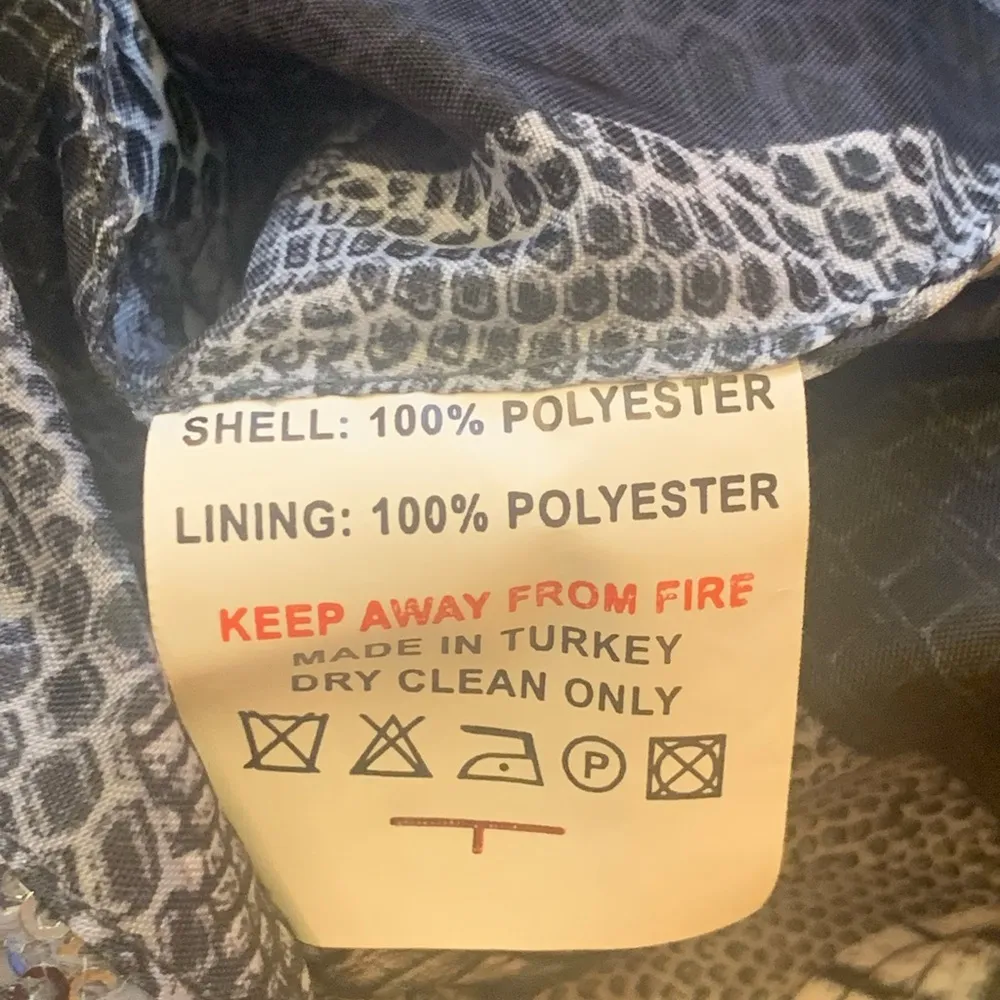 SHELL: 100% POLYESTER
LINING: 100% POLYESTER
KEEP AWAY FROM FIRE
MADE IN TURKEY
DRY CLEAN ONLY
P